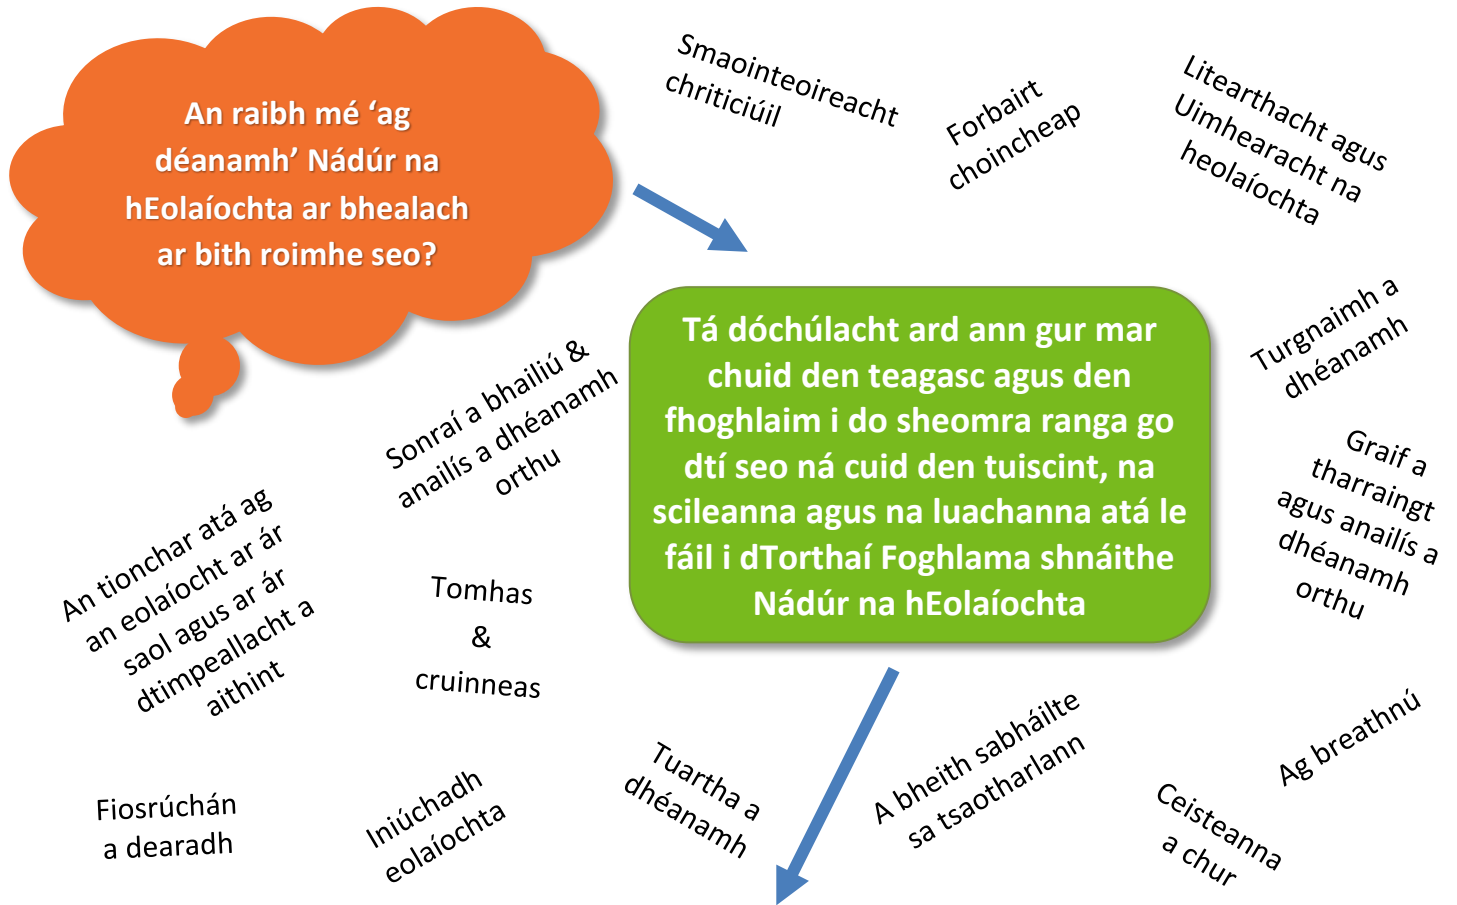 An raibh mé ‘ag
déanamh’ Nádúr na
hEolaíochta ar bhealach
ar bith roimhe seo?
Smaointeoireacht
chriticiúil
Forbairt
choincheap
Litearthacht agus
Uimhearacht na
heolaíochta
Tá dóchúlacht ard ann gur mar
chuid den teagasc agus den
fhoghlaim i do sheomra ranga go
dtí seo ná cuid den tuiscint, na
scileanna agus na luachanna atá le
fáil i dTorthaí Foghlama shnáithe
Nádúr na hEolaíochta
Turgnaimh a
dhéanamh
Sonraí a bhailiú &
anailís a dhéanamh
orthu
Graif a
tharraingt
agus anailís a
dhéanamh
orthu
An tionchar atá ag
an eolaíocht ar ár
saol agus ar ár
dtimpeallacht a
aithint
Tomhas
&
cruinneas
Fiosrúchán
a dearadh
Iniúchadh
eolaíochta
Tuartha a
dhéanamh
A bheith sabháilte
sa tsaotharlann
Ceisteanna
a chur
Ag breathnú